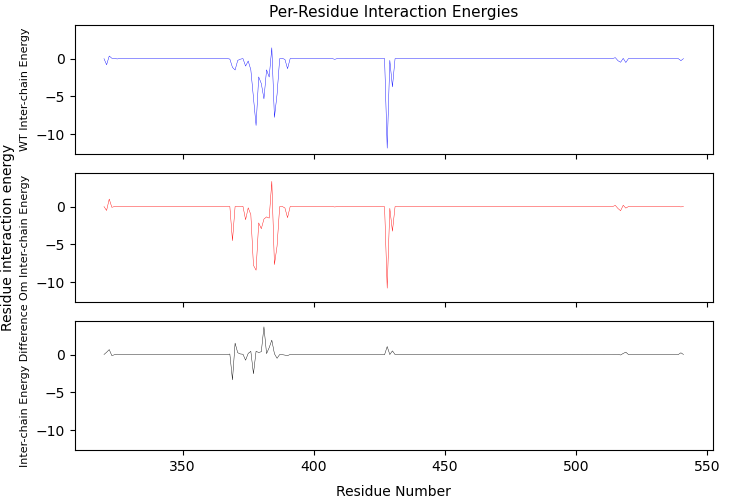 Per-Residue Interaction Energies
Residue interaction energy
WT Inter-chain Energy
0
−5
−10
Om Inter-chain Energy
0
−5
−10
Inter-chain Energy Difference
0
−5
−10
350
400
450
500
550
Residue Number